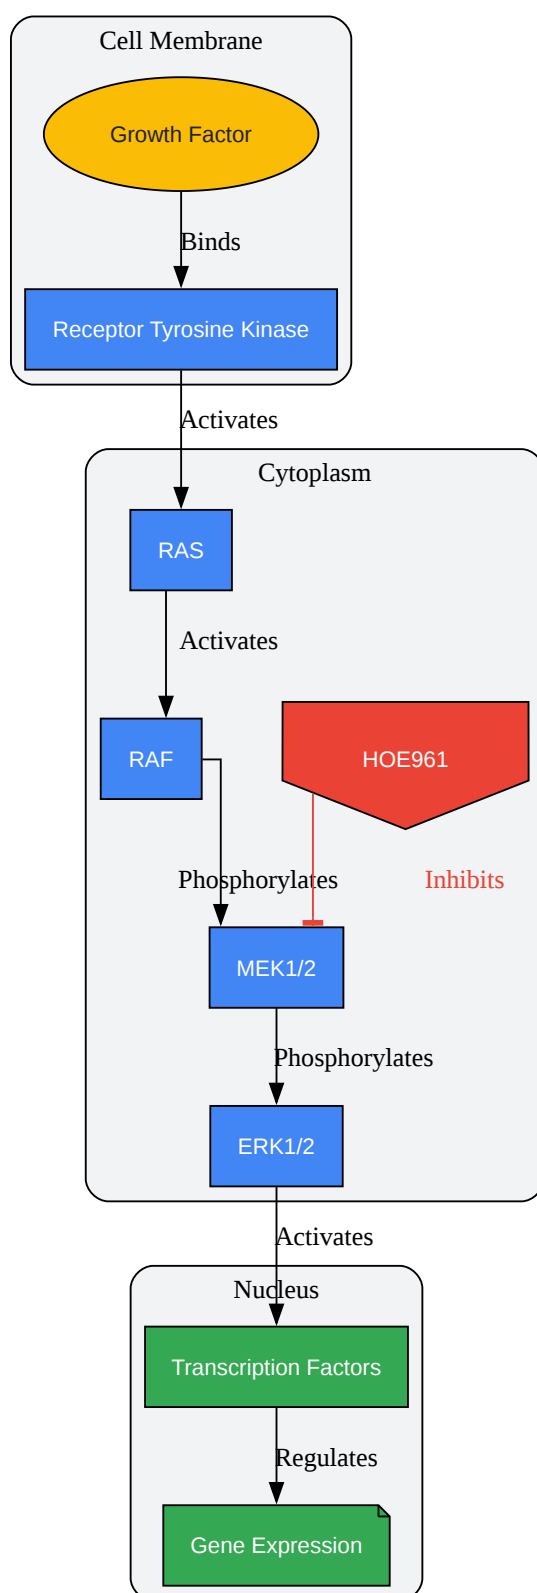 Cell Membrane
Growth Factor
Binds
Receptor Tyrosine Kinase
Activates
Cytoplasm
RAS
Activates
RAF
HOE961
Phosphorylates
Inhibits
MEK1/2
Phosphorylates
ERK1/2
Activates
Nucleus
Transcription Factors
Regulates
Gene Expression